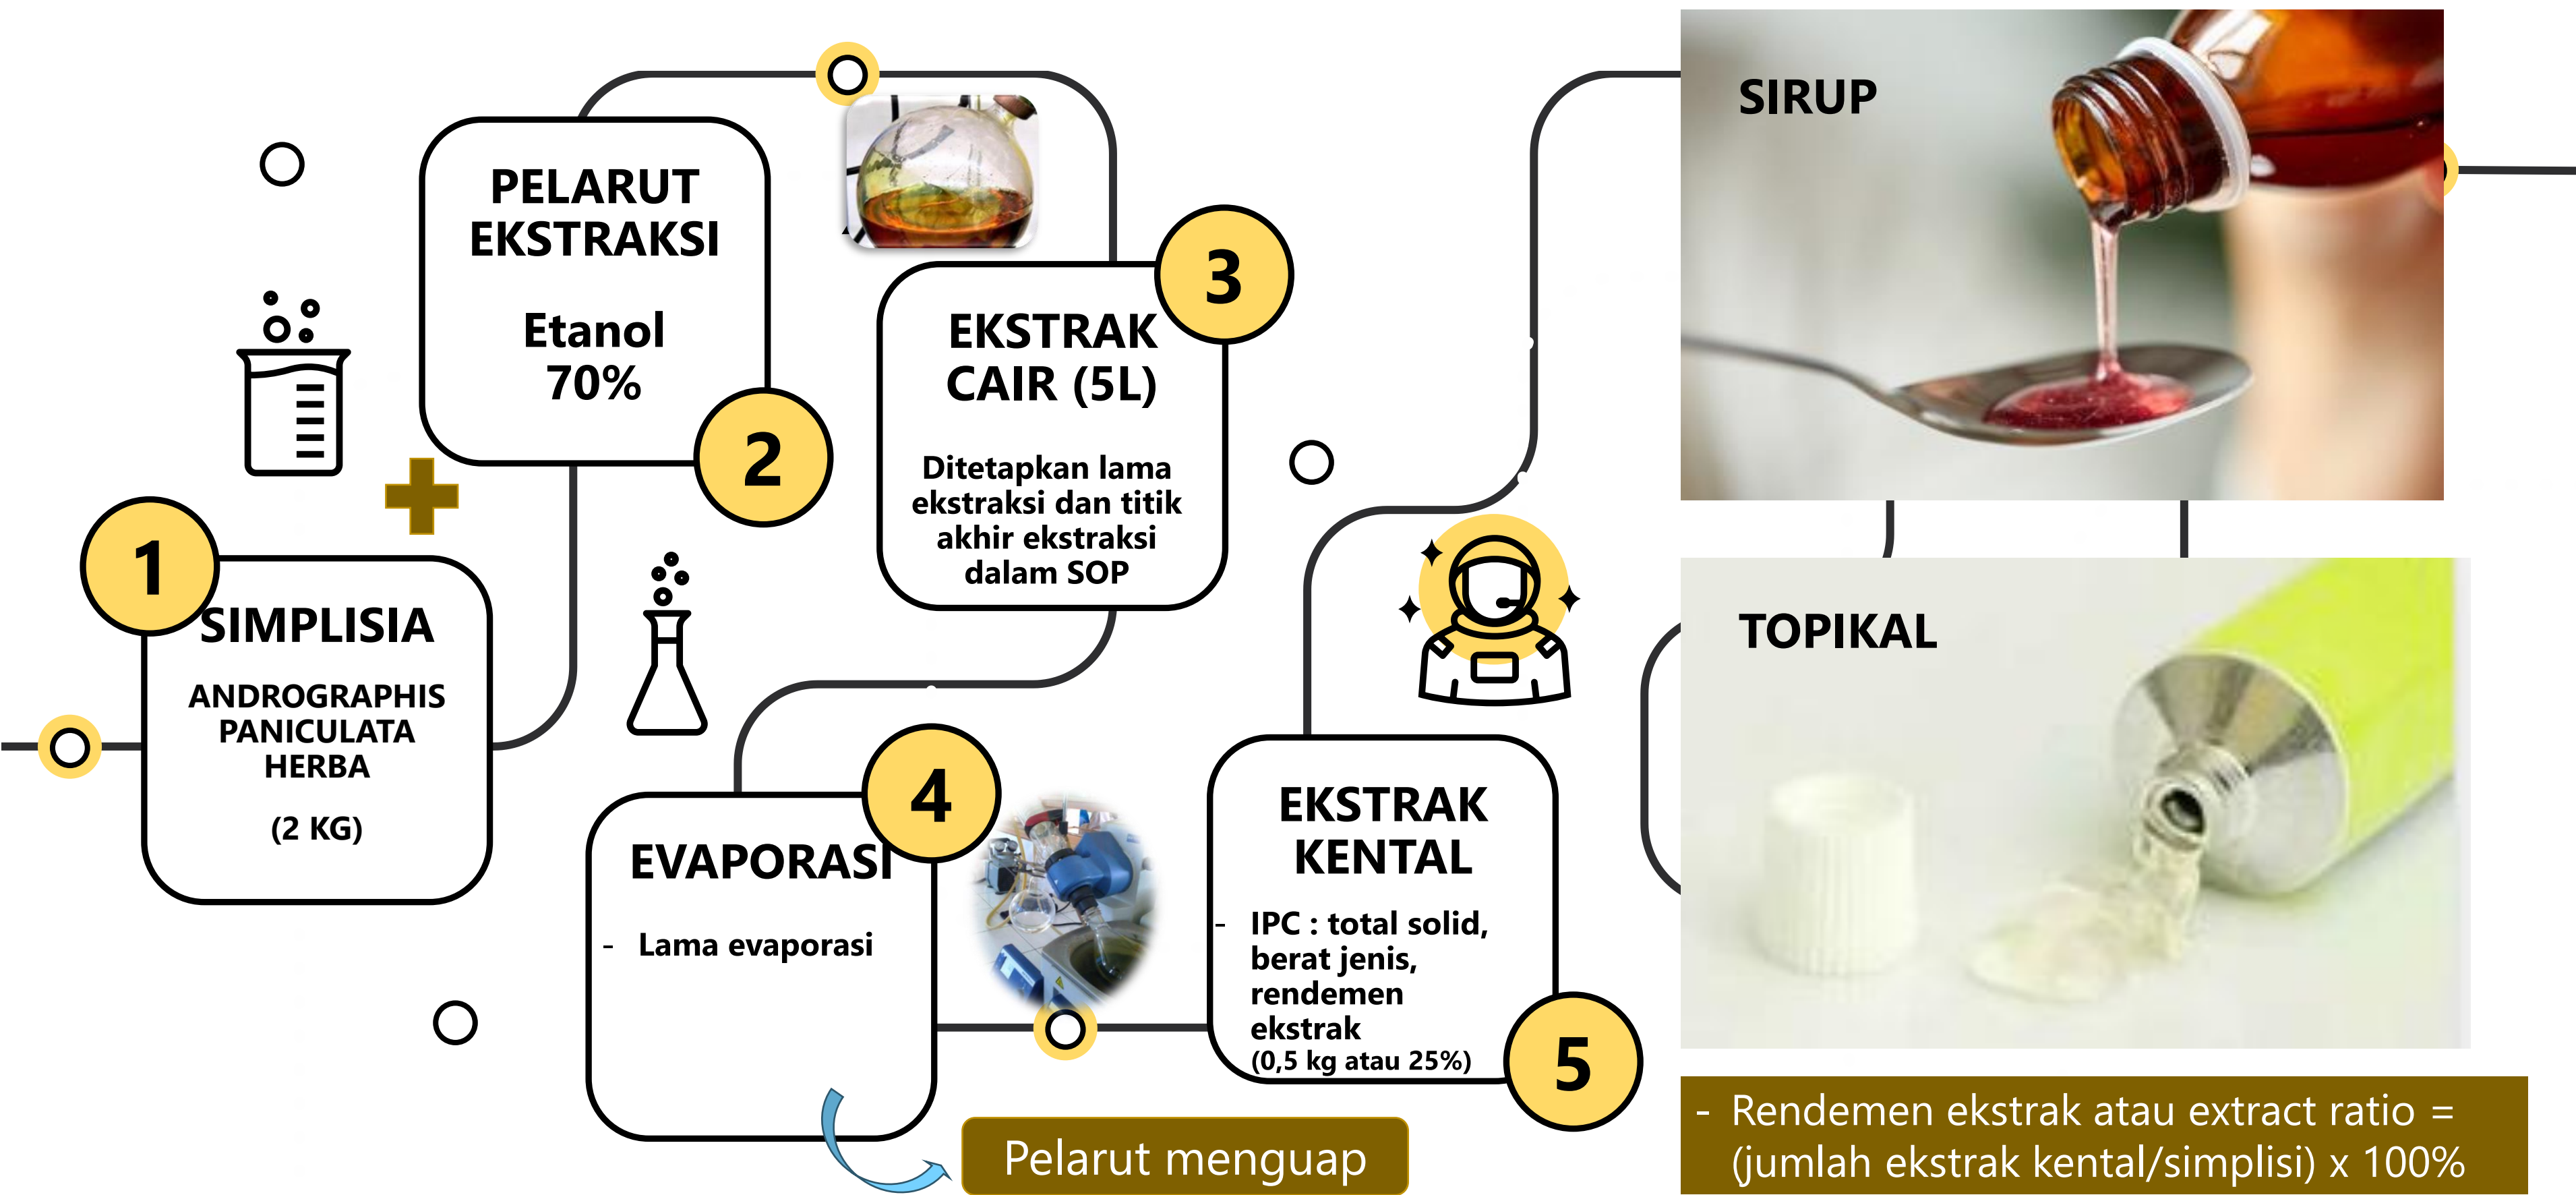 1
SIMPLISIA
ANDROGRAPHIS
PANICULATA
HERBA
(2 KG)
PELARUT
EKSTRAKSI
Etanol
70%
2
3
EKSTRAK
CAIR (5L)
Ditetapkan lama
ekstraksi dan titik
akhir ekstraksi
dalam SOP
4
EVAPORASI
- Lama evaporasi
Pelarut menguap
EKSTRAK
KENTAL
- IPC : total solid,
berat jenis,
rendemen
ekstrak
(0,5 kg atau 25%)
5
SIRUP
TOPIKAL
- Rendemen ekstrak atau extract ratio =
(jumlah ekstrak kental/simplisi) x 100%